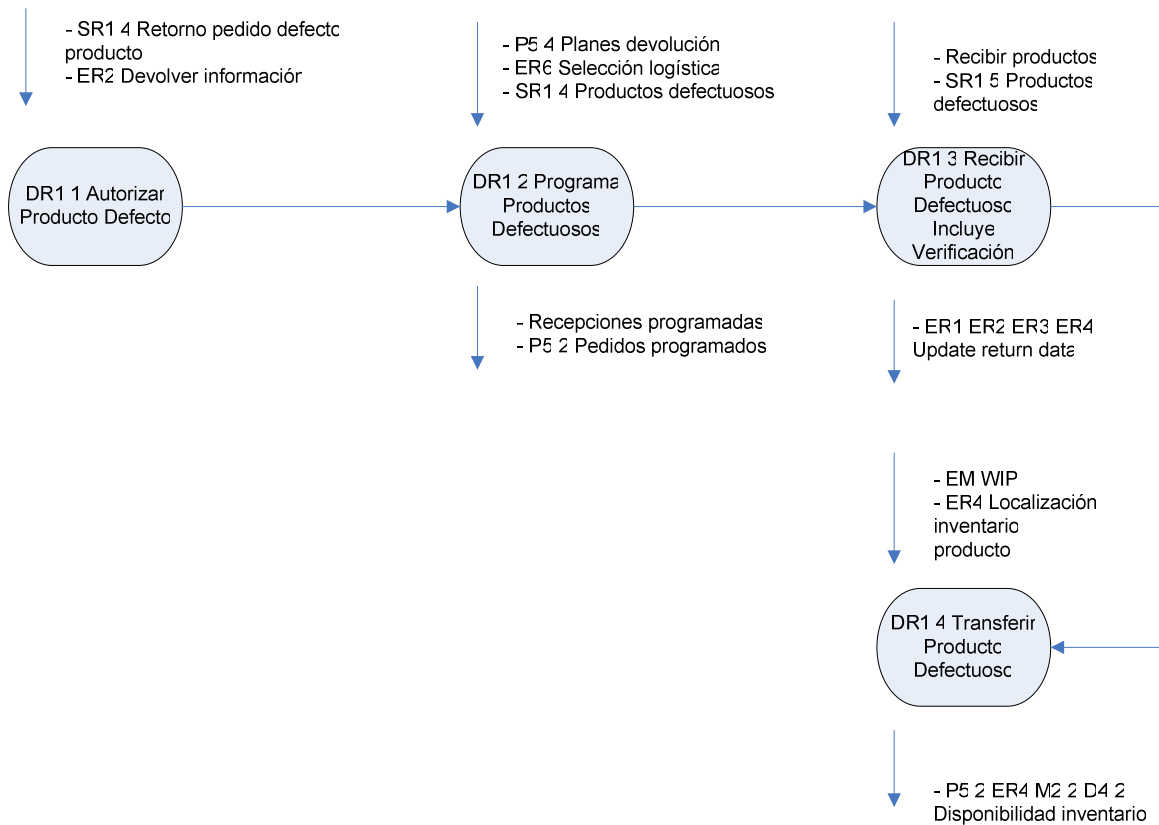 - SR1 4 Retorno pedido defecto
producto
- ER2 Devolver información
- P5 4 Planes devolución
- ER6 Selección logística
- SR1 4 Productos defectuosos
- Recibir productos
- SR1 5 Productos
defectuosos
DR1 1 Autorizar
Producto Defecto
DR1 2 Programa
Productos
Defectuosos
DR1 3 Recibir
Producto
Defectuoso
Incluye
Verificación
- Recepciones programadas
- P5 2 Pedidos programados
- ER1 ER2 ER3 ER4
Update return data
- EM WIP
- ER4 Localización
inventario
producto
DR1 4 Transferir
Producto
Defectuoso
- P5 2 ER4 M2 2 D4 2
Disponibilidad inventario